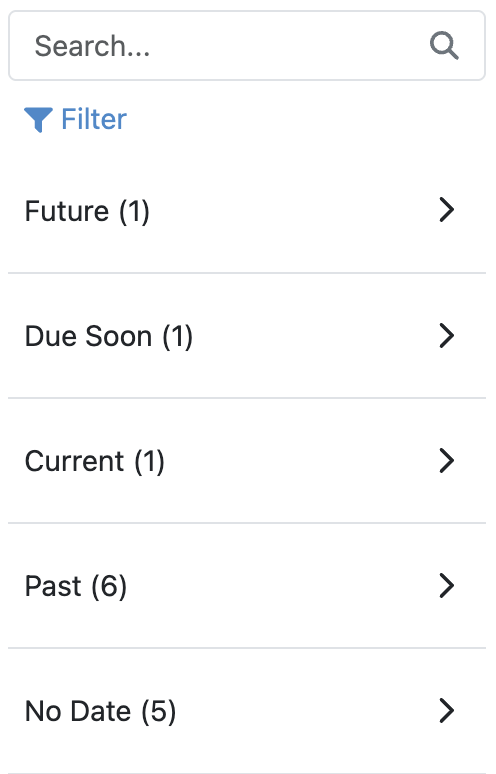 Search...
Filter
Future (1)
Due Soon (1)
Current (1)
Past (6)
No Date (5)